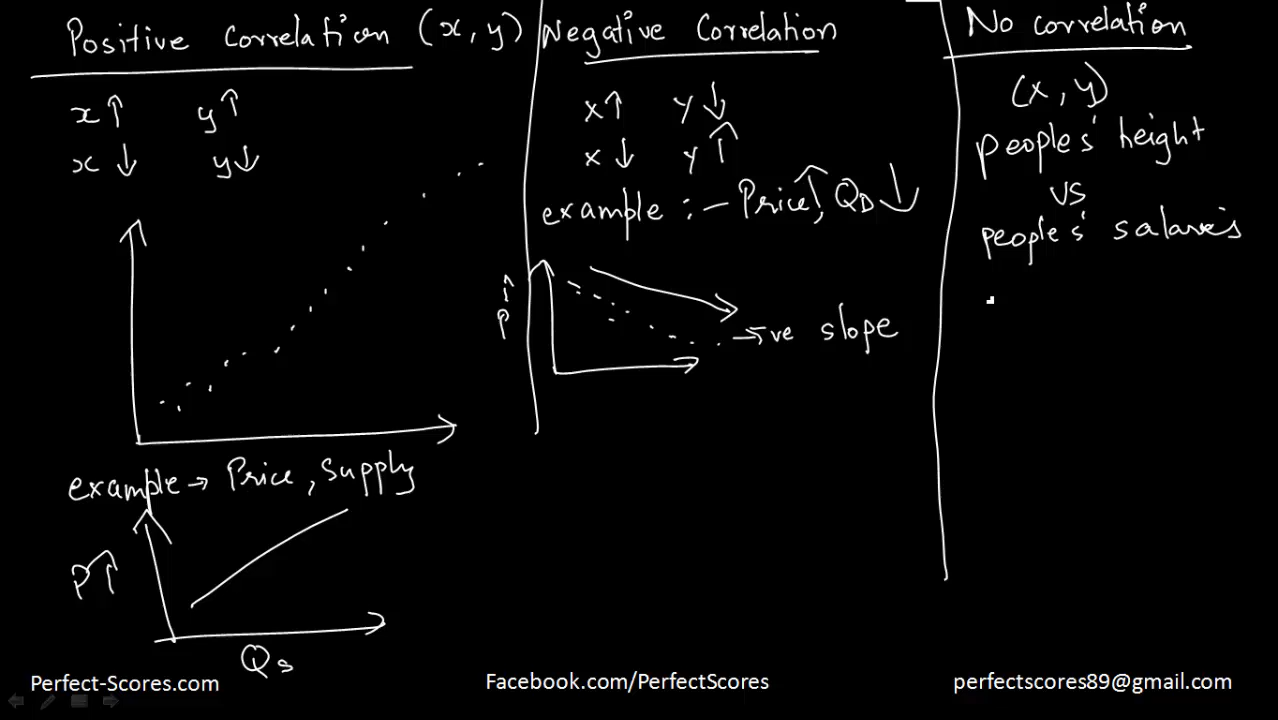 Positive Correlation (x, y)
x↑ y↑
x↓ y↓
example → Price, Supply
P↑
Qs
Negative Correlation
x↑ y↓
x↓ y↑
example :- Price↑, QD↓
P↑
-ve slope
No correlation
(x, y)
peoples' height
vs
people's' salaries
Perfect-Scores.com
Facebook.com/PerfectScores
perfectscores89@gmail.com